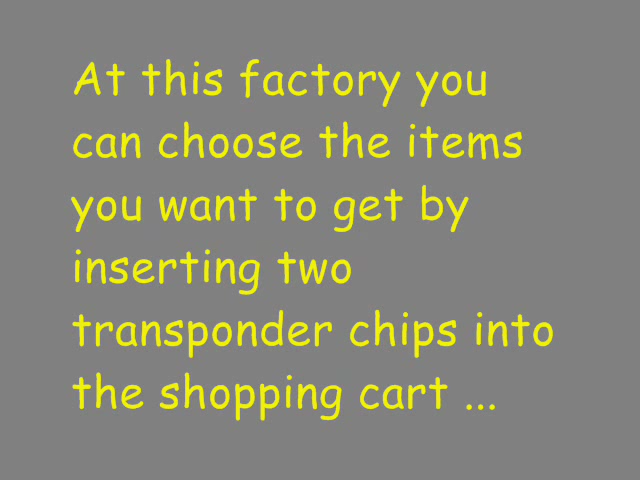 At this factory you
can choose the items
you want to get by
inserting two
transponder chips into
the shopping cart ...